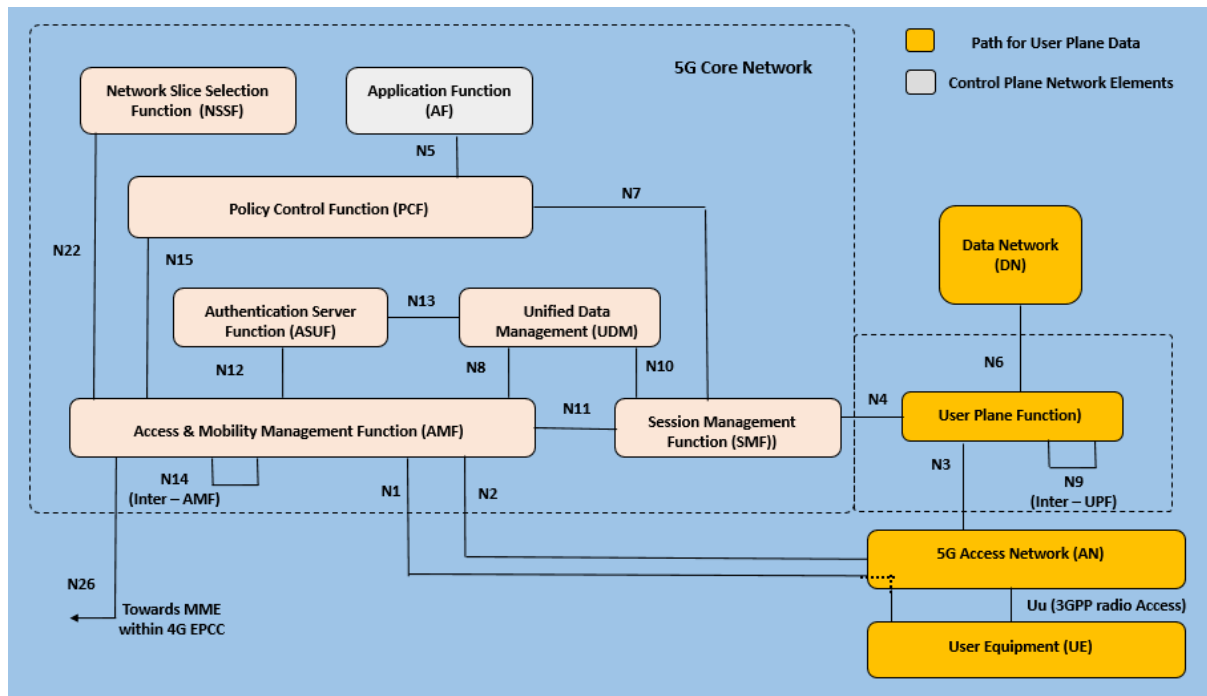 Path for User Plane Data
5G Core Network
Control Plane Network Elements
Network Slice Selection
Function (NSSF)
Application Function
(AF)
N5
Policy Control Function (PCF)
N7
N22
N15
Data Network
(DN)
Authentication Server
Function (ASUF)
N13
Unified Data
Management (UDM)
N12
N8
N10
N6
Access & Mobility Management Function (AMF)
N11
Session Management
Function (SMF))
N4
User Plane Function)
N14
(Inter – AMF)
N1
N2
N3
N9
(Inter – UPF)
5G Access Network (AN)
N26
Towards MME
within 4G EPCC
Uu (3GPP radio Access)
User Equipment (UE)